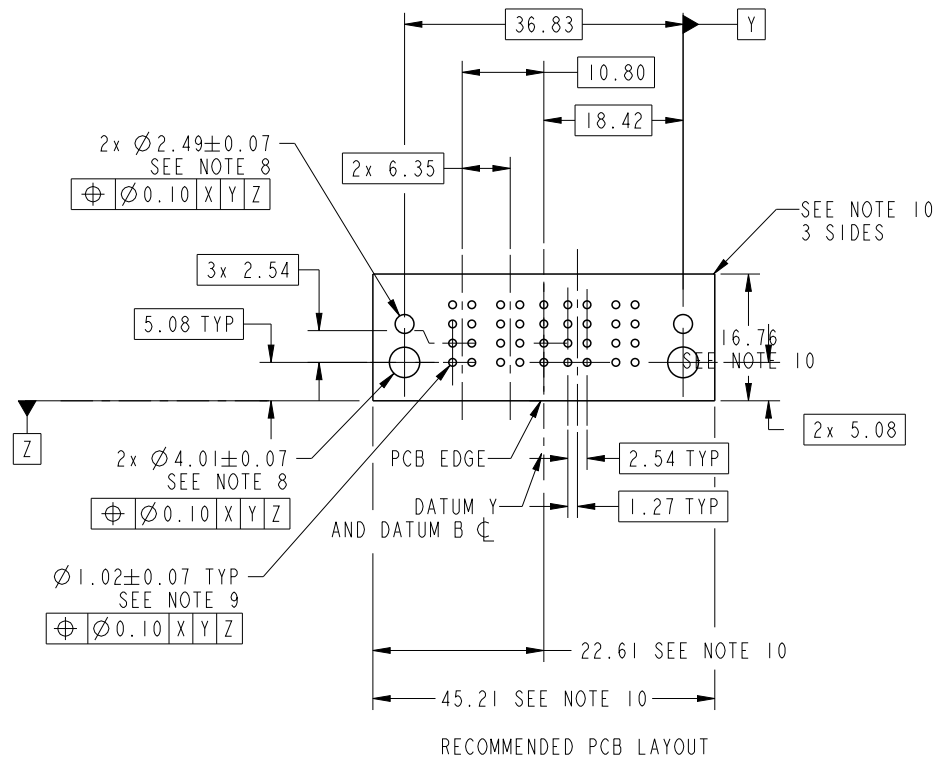 36.83
Y
10.80
18.42
2x Ø2.49±0.07
SEE NOTE 8
⌖ Ø0.10 X Y Z
2x 6.35
SEE NOTE 10
3 SIDES
3x 2.54
5.08 TYP
16.76
SEE NOTE 10
Z
2x 5.08
2x Ø4.01±0.07
SEE NOTE 8
⌖ Ø0.10 X Y Z
PCB EDGE
2.54 TYP
DATUM Y
AND DATUM B ℄
1.27 TYP
Ø1.02±0.07 TYP
SEE NOTE 9
⌖ Ø0.10 X Y Z
22.61 SEE NOTE 10
45.21 SEE NOTE 10
RECOMMENDED PCB LAYOUT